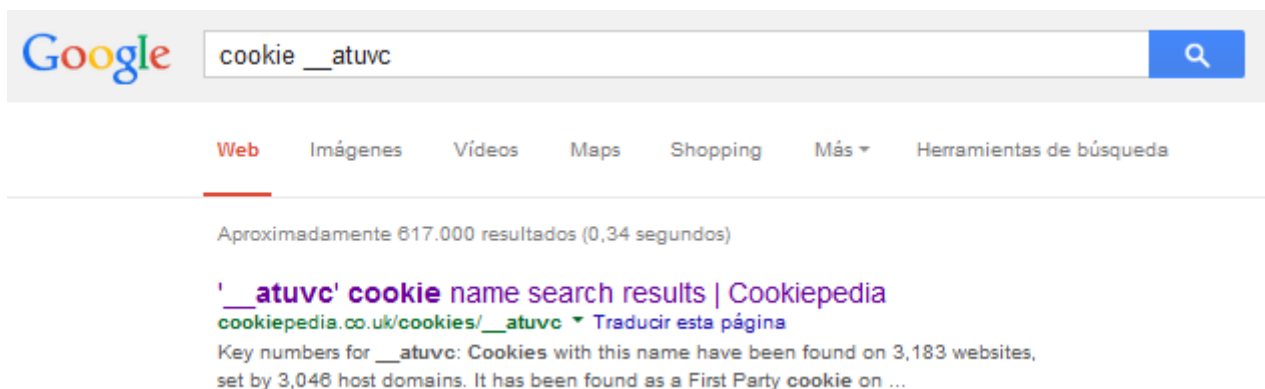 Google cookie __atuvc
Web Imágenes Vídeos Maps Shopping Más Herramientas de búsqueda
Aproximadamente 617.000 resultados (0,34 segundos)
'__atuvc' cookie name search results | Cookiepedia
cookiepedia.co.uk/cookies/__atuvc Traducir esta página
Key numbers for __atuvc: Cookies with this name have been found on 3,183 websites,
set by 3,046 host domains. It has been found as a First Party cookie on ...